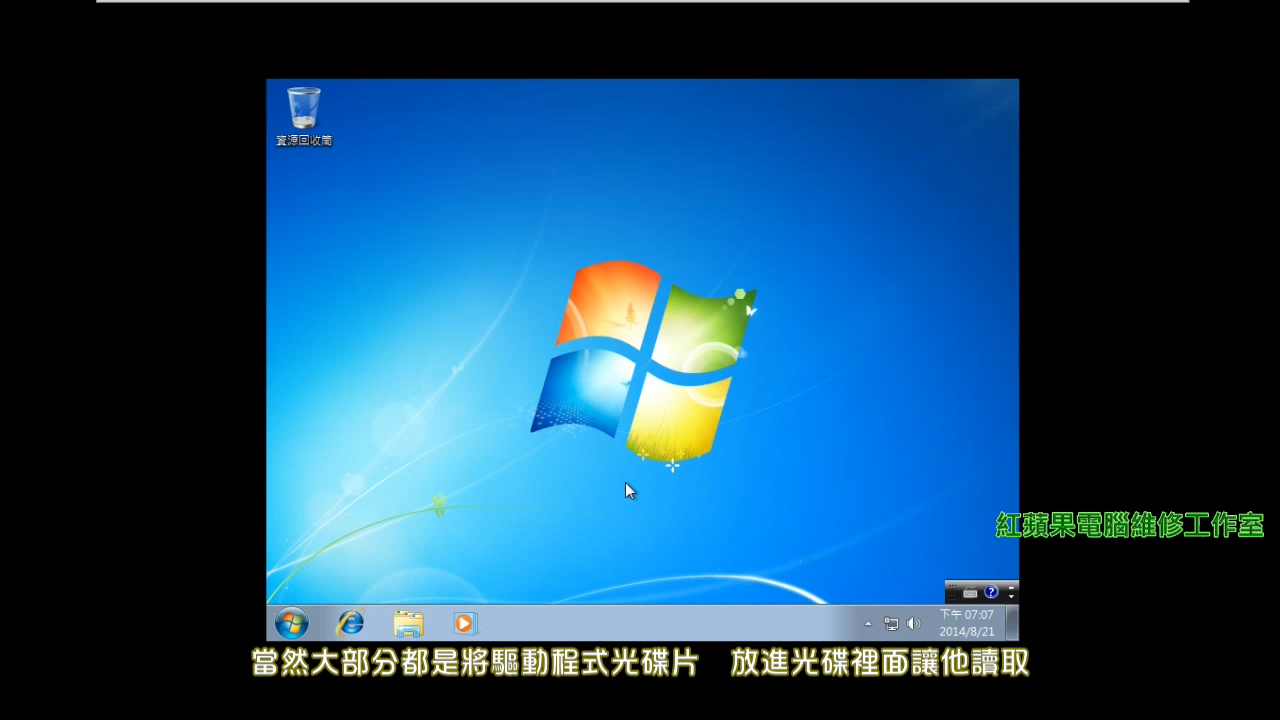 資源回收筒
紅蘋果電腦維修工作室
下午 07:07
2014/8/21
當然大部分都是將驅動程式光碟片　放進光碟裡面讓他讀取